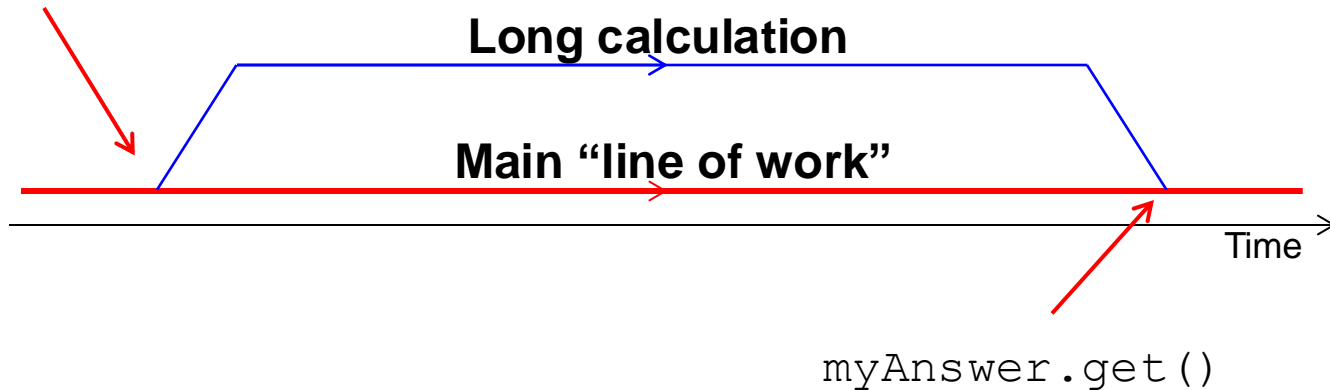 Long calculation
Main “line of work”
Time
myAnswer.get()